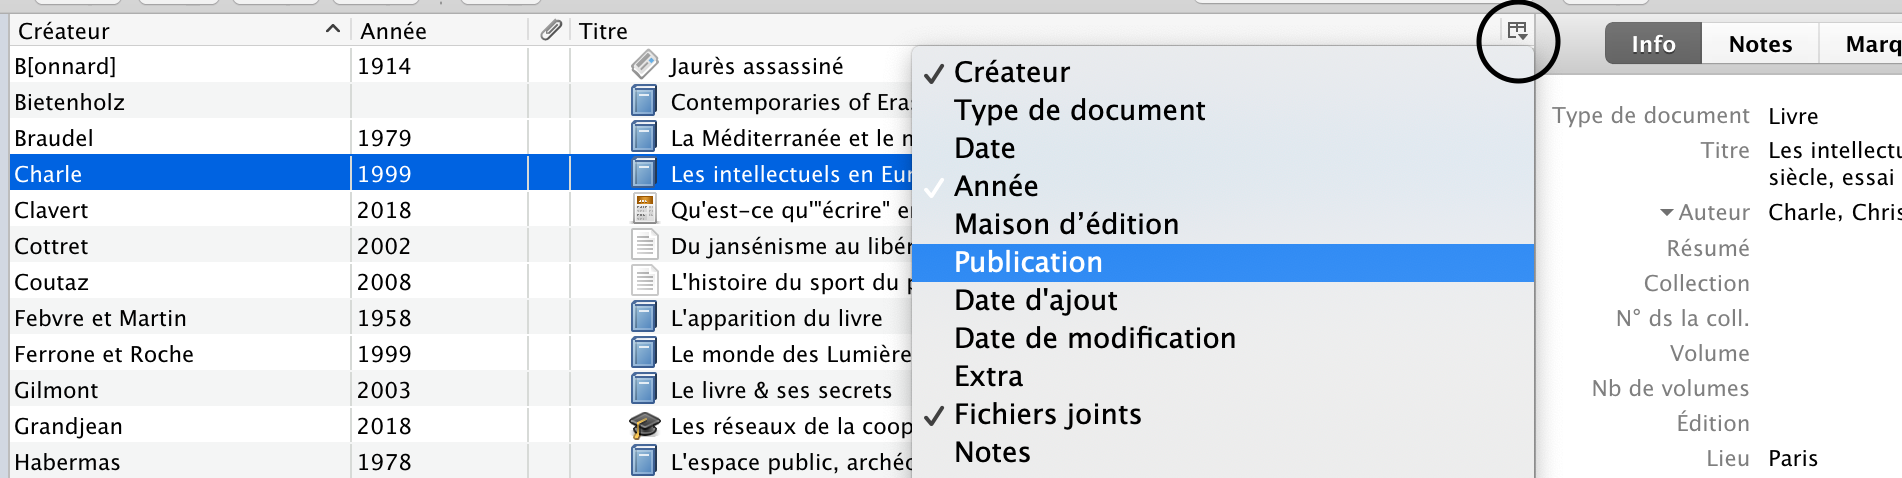 Créateur Année Titre
B[onnard] 1914 Jaurès assassiné
Bietenholz Contemporaries of Eras
Braudel 1979 La Méditerranée et le m
Charle 1999 Les intellectuels en Eur
Clavert 2018 Qu'est-ce qu'"écrire" e
Cottret 2002 Du jansénisme au libér
Coutaz 2008 L'histoire du sport du p
Febvre et Martin 1958 L'apparition du livre
Ferrone et Roche 1999 Le monde des Lumière
Gilmont 2003 Le livre & ses secrets
Grandjean 2018 Les réseaux de la coop
Habermas 1978 L'espace public, archéo
Créateur
Type de document
Date
Année
Maison d’édition
Publication
Date d'ajout
Date de modification
Extra
Fichiers joints
Notes
Info Notes Marq
Type de document Livre
Titre Les intellectu
siècle, essai
Auteur Charle, Chris
Résumé
Collection
N° ds la coll.
Volume
Nb de volumes
Édition
Lieu Paris